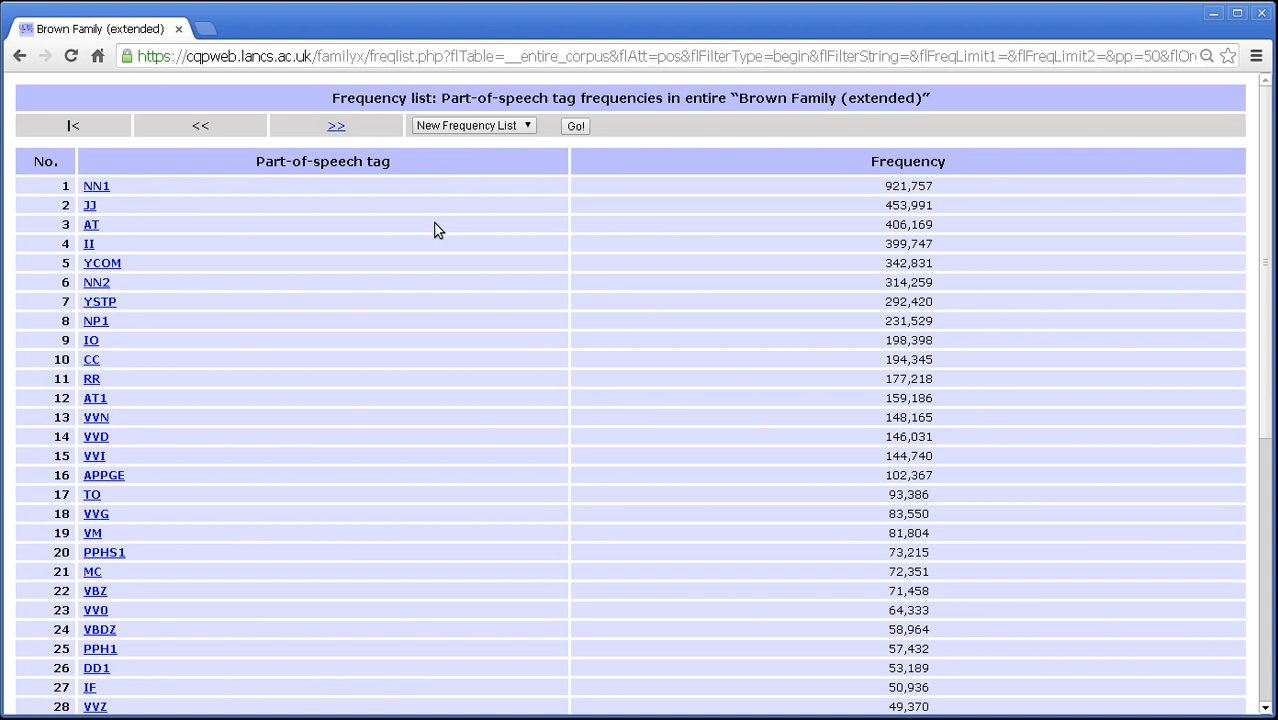 Brown Family (extended)
https://cqpweb.lancs.ac.uk/familyx/freqlist.php?flTable=__entire_corpus&flAtt=pos&flFilterType=begin&flFilterString=&flFreqLimit1=&flFreqLimit2=&pp=50&flOr
Frequency list: Part-of-speech tag frequencies in entire “Brown Family (extended)”
|< << >> New Frequency List Go!
No. Part-of-speech tag Frequency
1 NN1 921,757
2 JJ 453,991
3 AT 406,169
4 II 399,747
5 YCOM 342,831
6 NN2 314,259
7 YSTP 292,420
8 NP1 231,529
9 IO 198,398
10 CC 194,345
11 RR 177,218
12 AT1 159,186
13 VVN 148,165
14 VVD 146,031
15 VVI 144,740
16 APPGE 102,367
17 TO 93,386
18 VVG 83,550
19 VM 81,804
20 PPHS1 73,215
21 MC 72,351
22 VBZ 71,458
23 VV0 64,333
24 VBDZ 58,964
25 PPH1 57,432
26 DD1 53,189
27 IF 50,936
28 VVZ 49,370